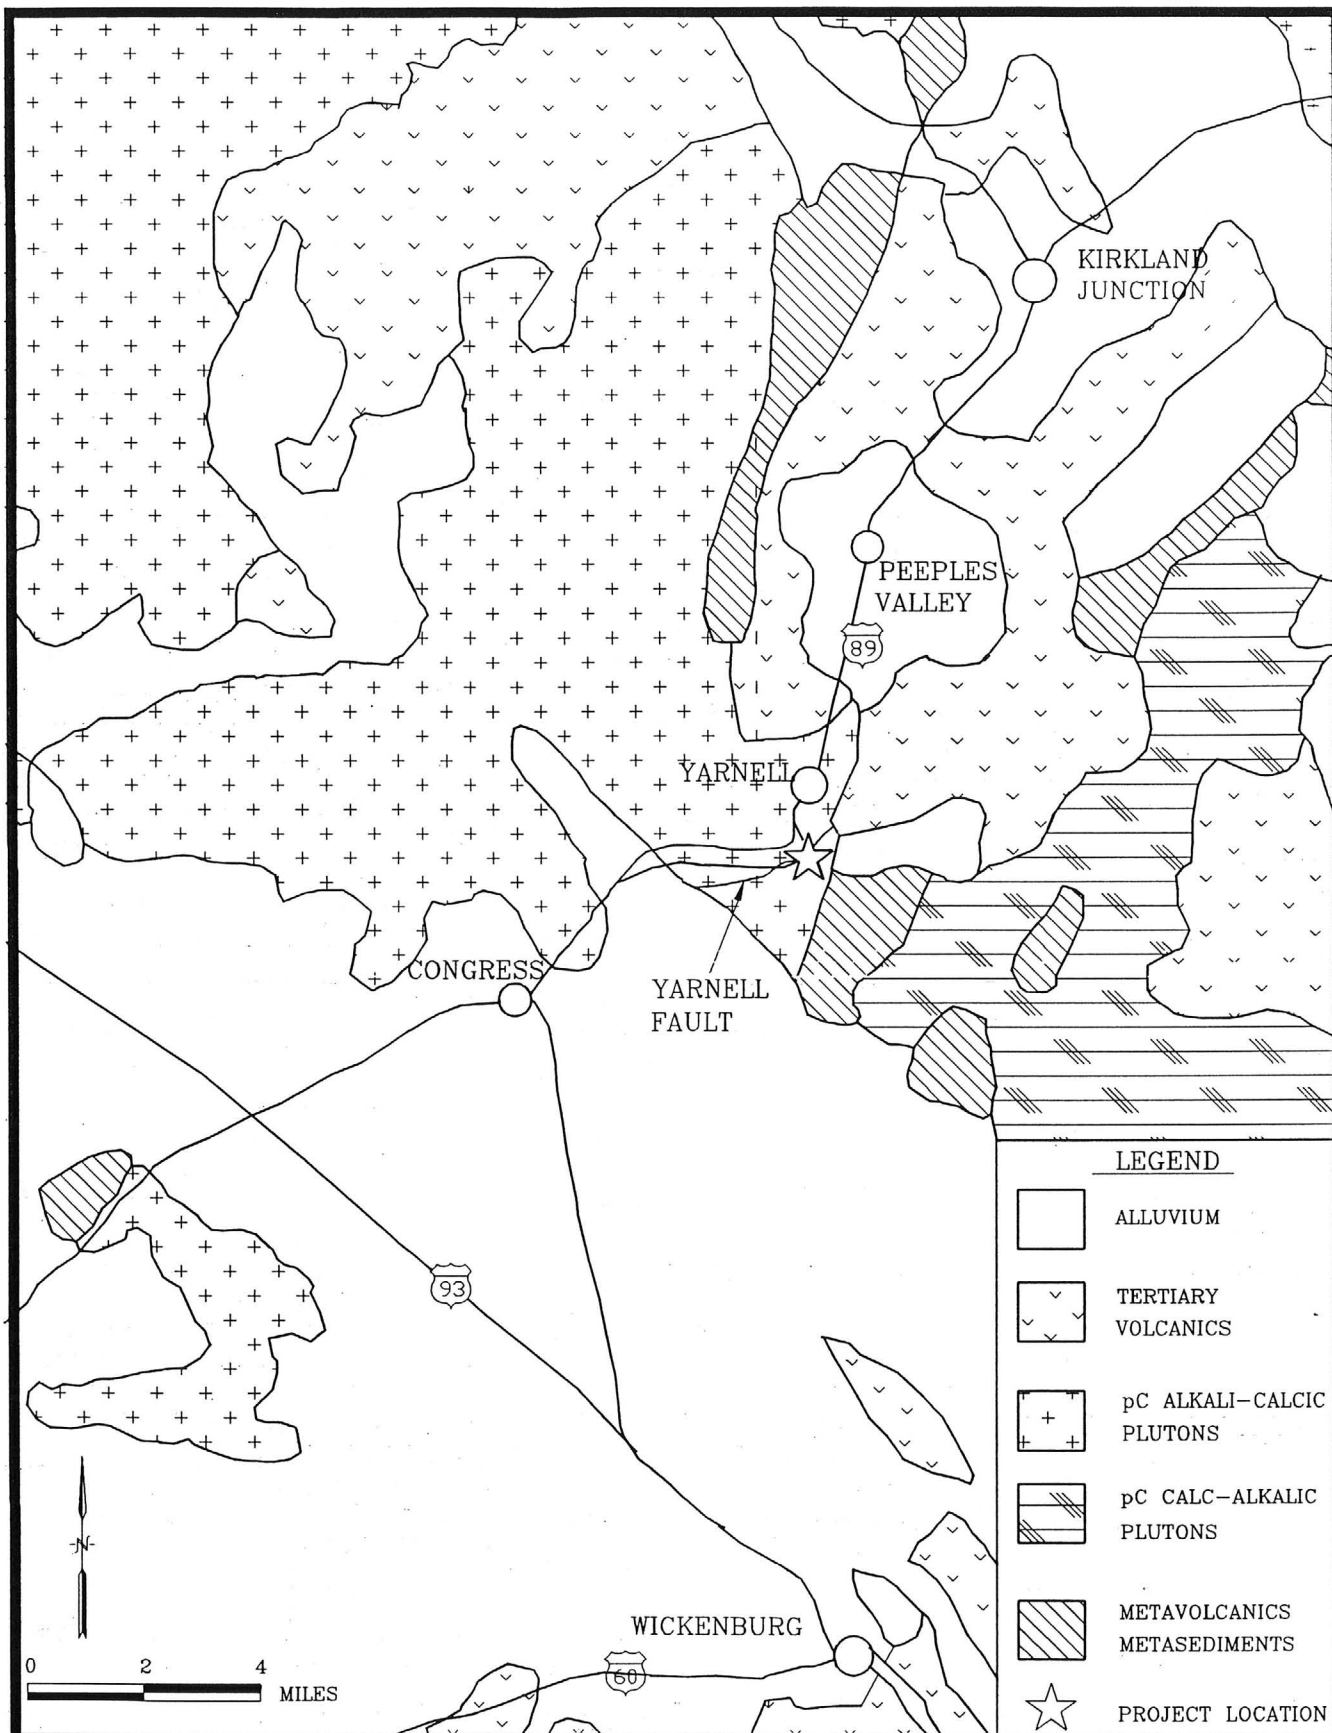 KIRKLAND
JUNCTION
PEEPLES
VALLEY
89
YARNELL
CONGRESS
YARNELL
FAULT
93
WICKENBURG
60
-N-
0 2 4
MILES
LEGEND
ALLUVIUM
TERTIARY
VOLCANICS
pC ALKALI-CALCIC
PLUTONS
pC CALC-ALKALIC
PLUTONS
METAVOLCANICS
METASEDIMENTS
PROJECT LOCATION